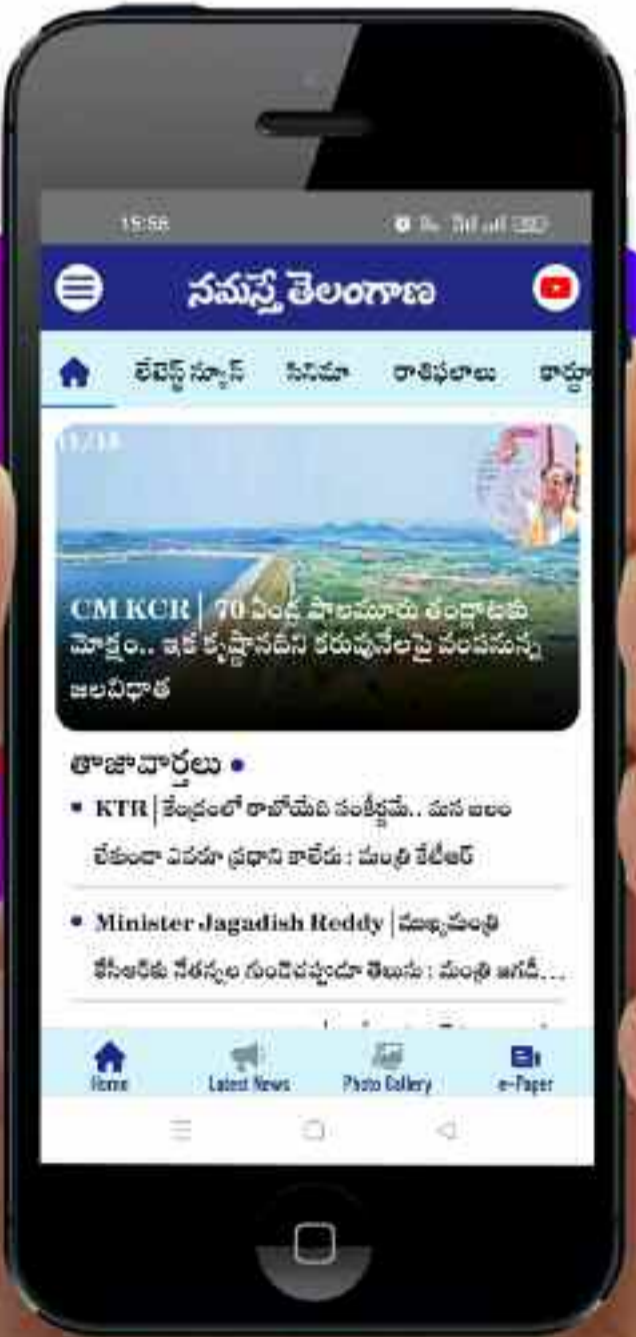 15:56
నమస్తే తెలంగాణ
లేటెస్ట్ న్యూస్ సినిమా రాశిఫలాలు కార్టూ
11/15
CM KCR | 70 ఏండ్ల పాలమూరు తండ్లాటకు
మోక్షం.. ఇక కృష్ణానదిని కరువునేలపై వంపనున్న
జలవిధాత
తాజావార్తలు
KTR | కేంద్రంలో రాబోయేది సంకీర్ణమే.. మన బలం
లేకుండా ఎవరూ ప్రధాని కాలేరు : మంత్రి కేటీఆర్
Minister Jagadish Reddy | ముఖ్యమంత్రి
కేసీఆర్‌కు నేతన్నల గుండెచప్పుడూ తెలుసు : మంత్రి జగదీ...
Home Latest News Photo Gallery e-Paper